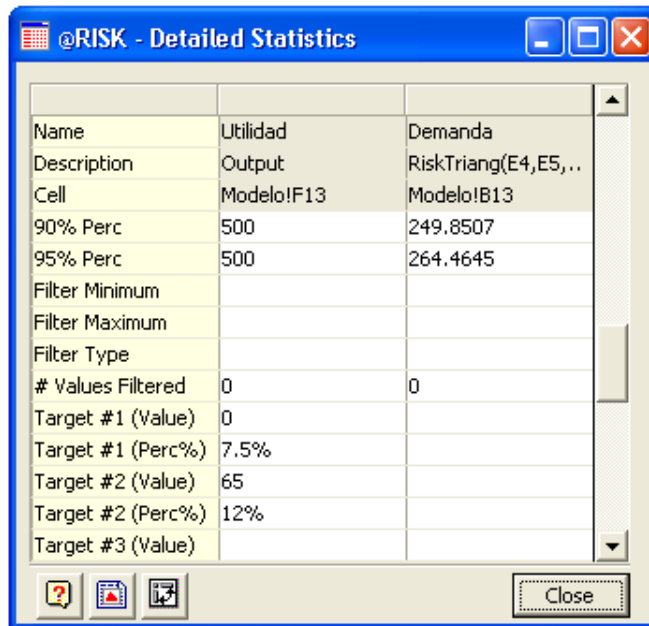 @RISK - Detailed Statistics
Name Utilidad Demanda
Description Output RiskTriang(E4,E5,..
Cell Modelo!F13 Modelo!B13
90% Perc 500 249.8507
95% Perc 500 264.4645
Filter Minimum
Filter Maximum
Filter Type
# Values Filtered 0 0
Target #1 (Value) 0
Target #1 (Perc%) 7.5%
Target #2 (Value) 65
Target #2 (Perc%) 12%
Target #3 (Value)
Close